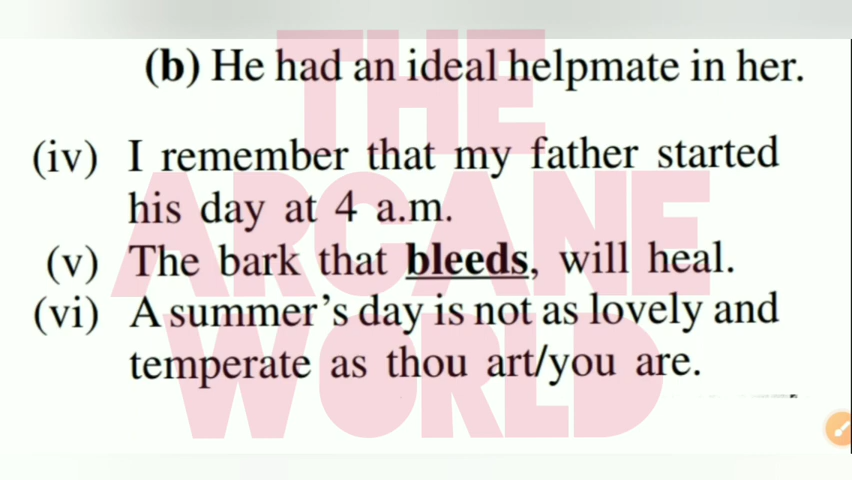 (b) He had an ideal helpmate in her.
(iv) I remember that my father started
his day at 4 a.m.
(v) The bark that bleeds, will heal.
(vi) A summer's day is not as lovely and
temperate as thou art/you are.
THE
ARCANE
WORLD